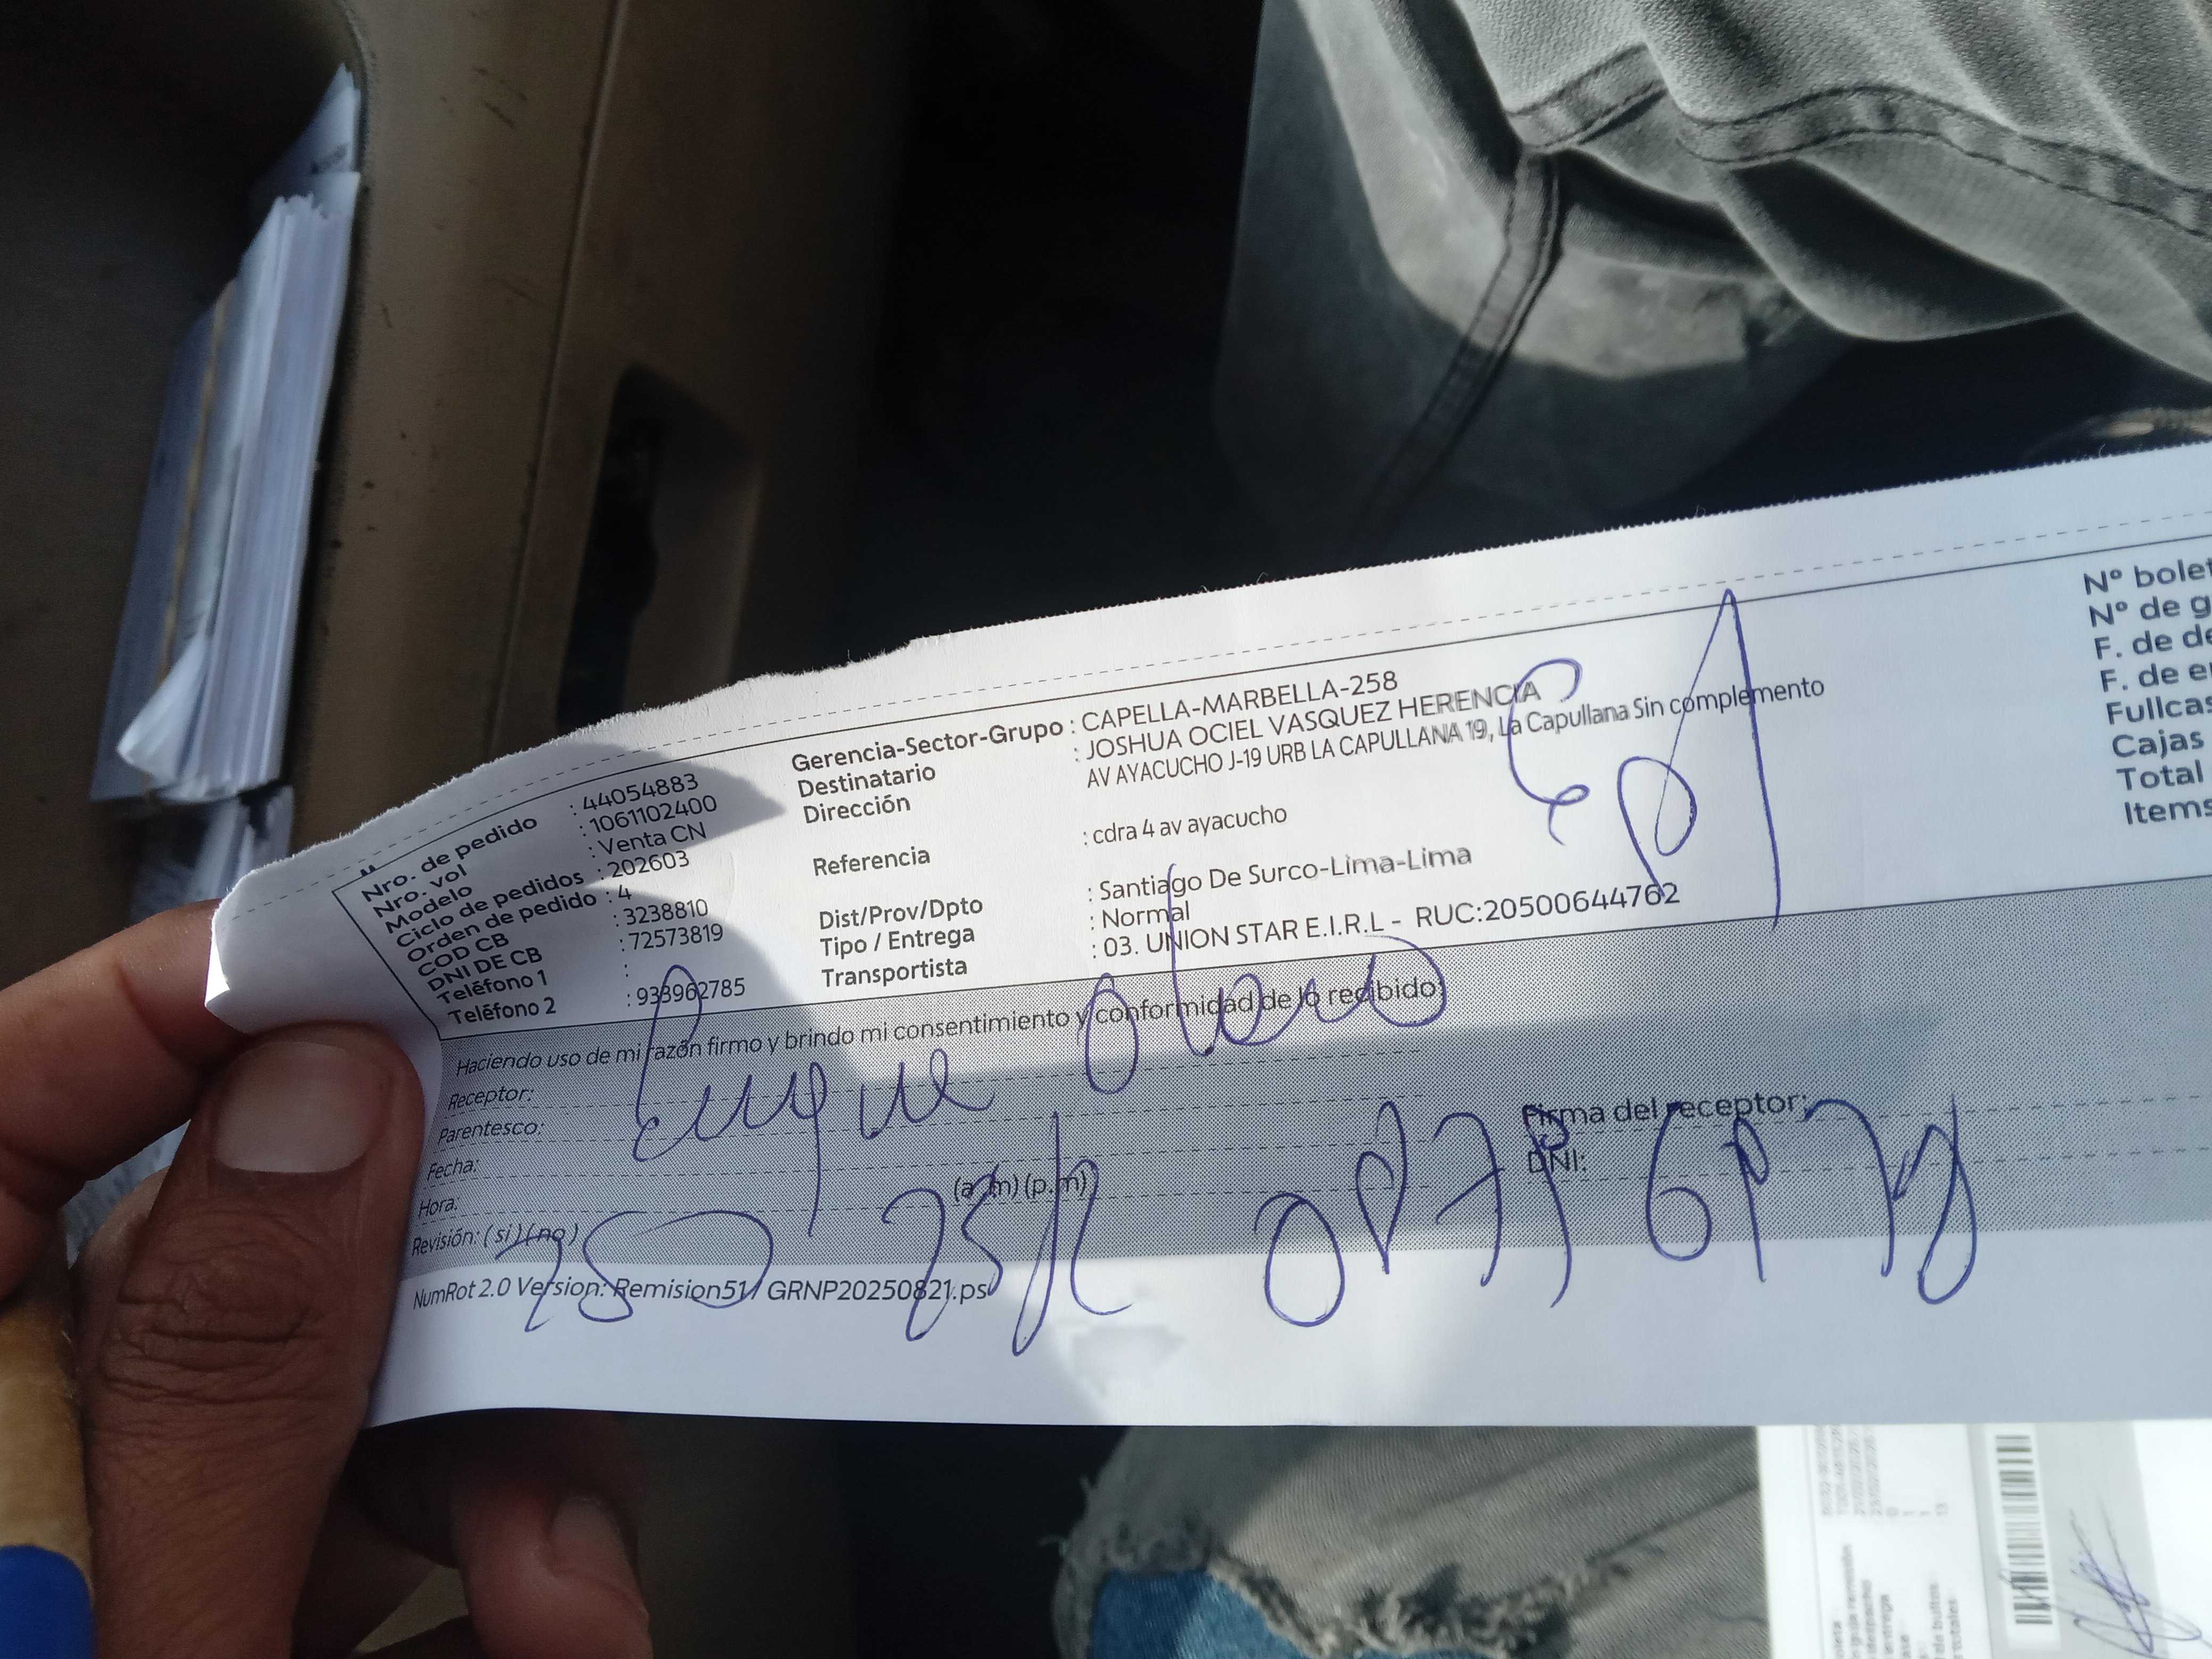 Nro. de pedido : 44054883
Nro. vol : 1061102400
Modelo : Venta CN
Ciclo de pedidos : 202603
Orden de pedido : 4
COD CB : 3238810
DNI DE CB : 72573819
Teléfono 1 :
Teléfono 2 : 933962785
Gerencia-Sector-Grupo : CAPELLA-MARBELLA-258
Destinatario : JOSHUA OCIEL VASQUEZ HERENCIA
Dirección AV AYACUCHO J-19 URB LA CAPULLANA 19, La Capullana Sin complemento
Referencia : cdra 4 av ayacucho
Dist/Prov/Dpto : Santiago De Surco-Lima-Lima
Tipo / Entrega : Normal
Transportista : 03. UNION STAR E.I.R.L - RUC:20500644762
Nº bolet
Nº de g
F. de de
F. de e
Fullcas
Cajas
Total
Items
Haciendo uso de mi razón firmo y brindo mi consentimiento y conformidad de lo recibido:
Receptor:
Parentesco:
Fecha:
Hora: (a.m) (p.m)
Revisión: (si) (no)
Firma del receptor:
DNI:
NumRot 2.0 Version: Remision51 / GRNP20250821.ps